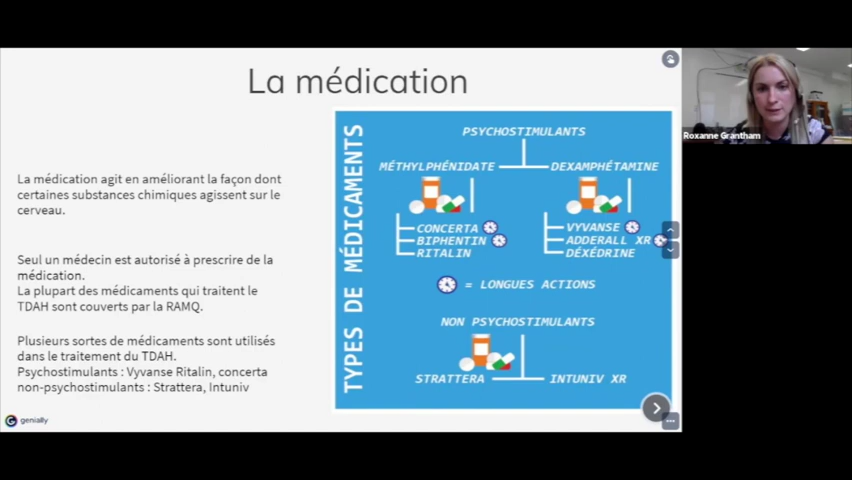 La médication
La médication agit en améliorant la façon dont
certaines substances chimiques agissent sur le
cerveau.
Seul un médecin est autorisé à prescrire de la
médication.
La plupart des médicaments qui traitent le
TDAH sont couverts par la RAMQ.
Plusieurs sortes de médicaments sont utilisés
dans le traitement du TDAH.
Psychostimulants : Vyvanse Ritalin, concerta
non-psychostimulants : Strattera, Intuniv
genially
TYPES DE MÉDICAMENTS
PSYCHOSTIMULANTS
MÉTHYLPHÉNIDATE
DEXAMPHÉTAMINE
CONCERTA
BIPHENTIN
RITALIN
VYVANSE
ADDERALL XR
DÉXÉDRINE
= LONGUES ACTIONS
NON PSYCHOSTIMULANTS
STRATTERA
INTUNIV XR
Roxanne Grantham